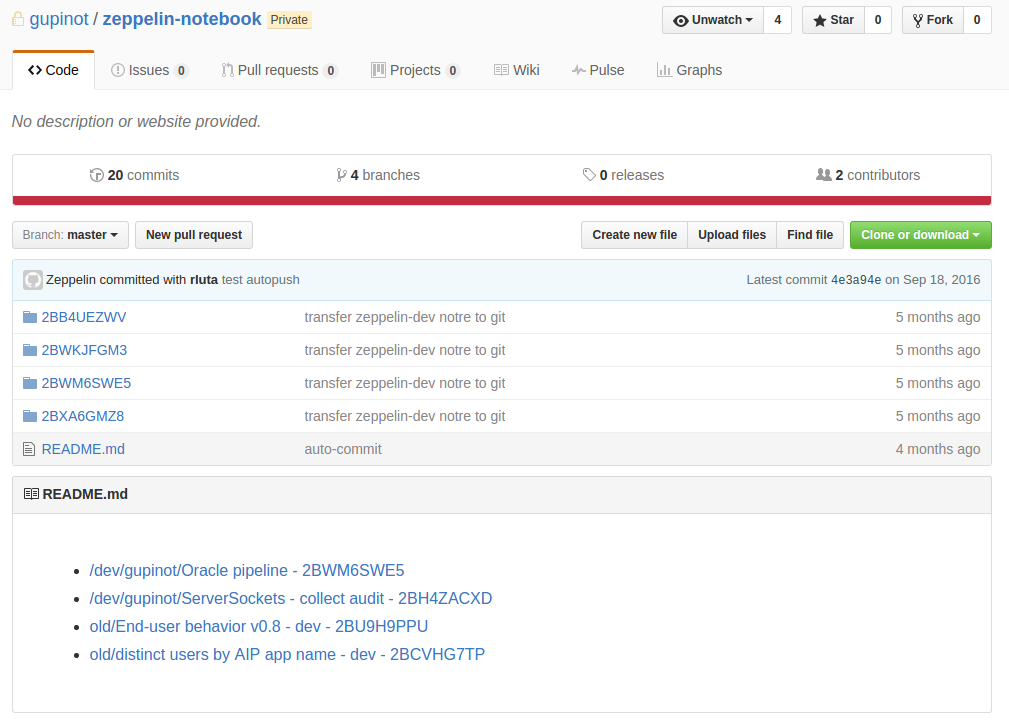 gupinot / zeppelin-notebook Private Unwatch 4 Star 0 Fork 0
Code Issues 0 Pull requests 0 Projects 0 Wiki Pulse Graphs
No description or website provided.
20 commits 4 branches 0 releases 2 contributors
Branch: master New pull request Create new file Upload files Find file Clone or download
Zeppelin committed with rluta test autopush Latest commit 4e3a94e on Sep 18, 2016
2BB4UEZWV transfer zeppelin-dev notre to git 5 months ago
2BWKJFGM3 transfer zeppelin-dev notre to git 5 months ago
2BWM6SWE5 transfer zeppelin-dev notre to git 5 months ago
2BXA6GMZ8 transfer zeppelin-dev notre to git 5 months ago
README.md auto-commit 4 months ago
README.md
• /dev/gupinot/Oracle pipeline - 2BWM6SWE5
• /dev/gupinot/ServerSockets - collect audit - 2BH4ZACXD
• old/End-user behavior v0.8 - dev - 2BU9H9PPU
• old/distinct users by AIP app name - dev - 2BCVHG7TP